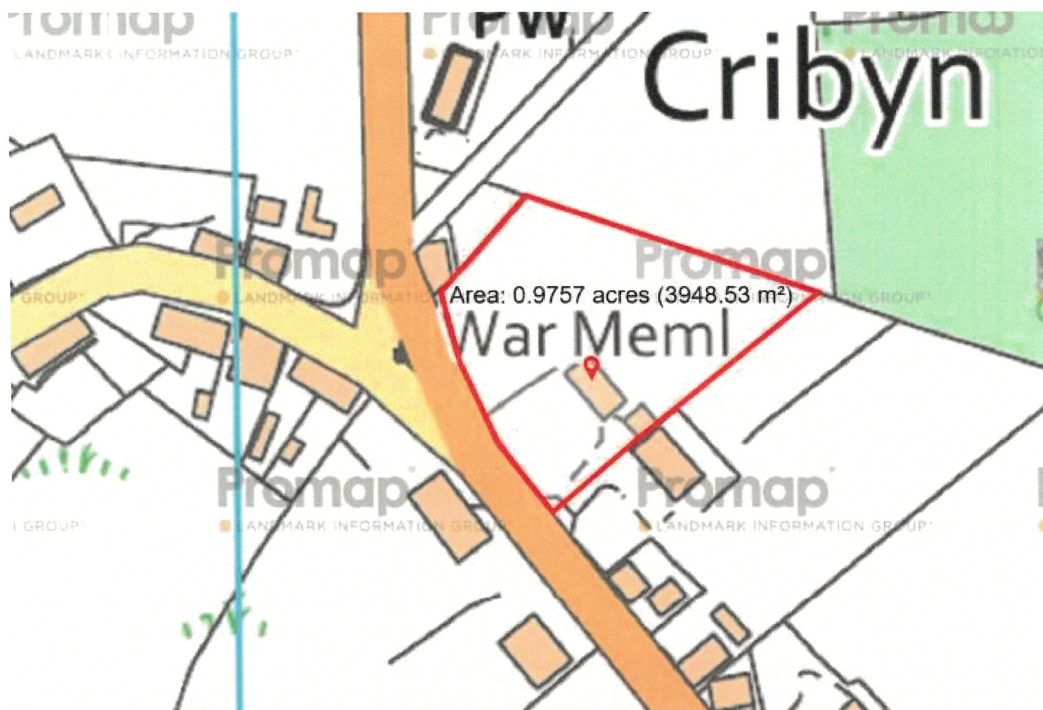 Promap
LANDMARK INFORMATION GROUP
PW
Cribyn
Promap
Promap
GROUP
LANDMARK INFORMATION
Area: 0.9757 acres (3948.53 m²)
War Meml
Promap
Promap
GROUP
LANDMARK INFORMATION GROUP
LANDMARK INFORMATION GROUP